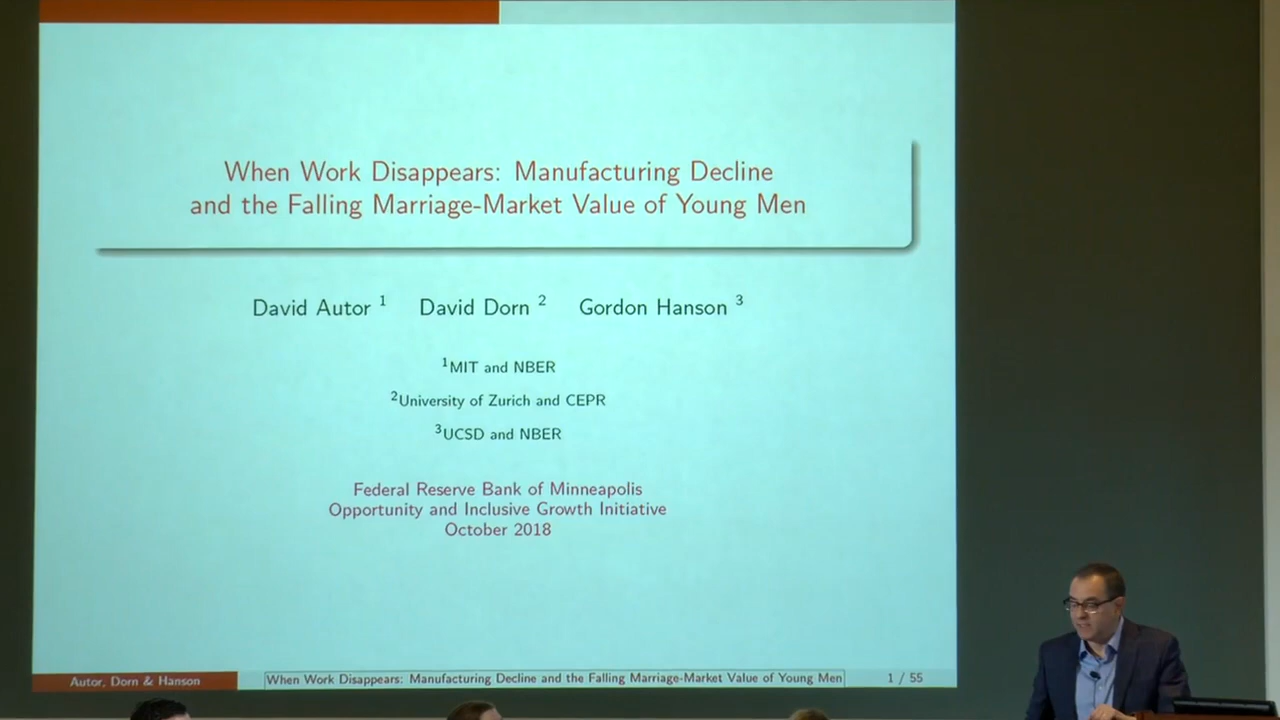 When Work Disappears: Manufacturing Decline
and the Falling Marriage-Market Value of Young Men
David Autor 1 David Dorn 2 Gordon Hanson 3
1MIT and NBER
2University of Zurich and CEPR
3UCSD and NBER
Federal Reserve Bank of Minneapolis
Opportunity and Inclusive Growth Initiative
October 2018
Autor, Dorn & Hanson When Work Disappears: Manufacturing Decline and the Falling Marriage-Market Value of Young Men 1 / 55